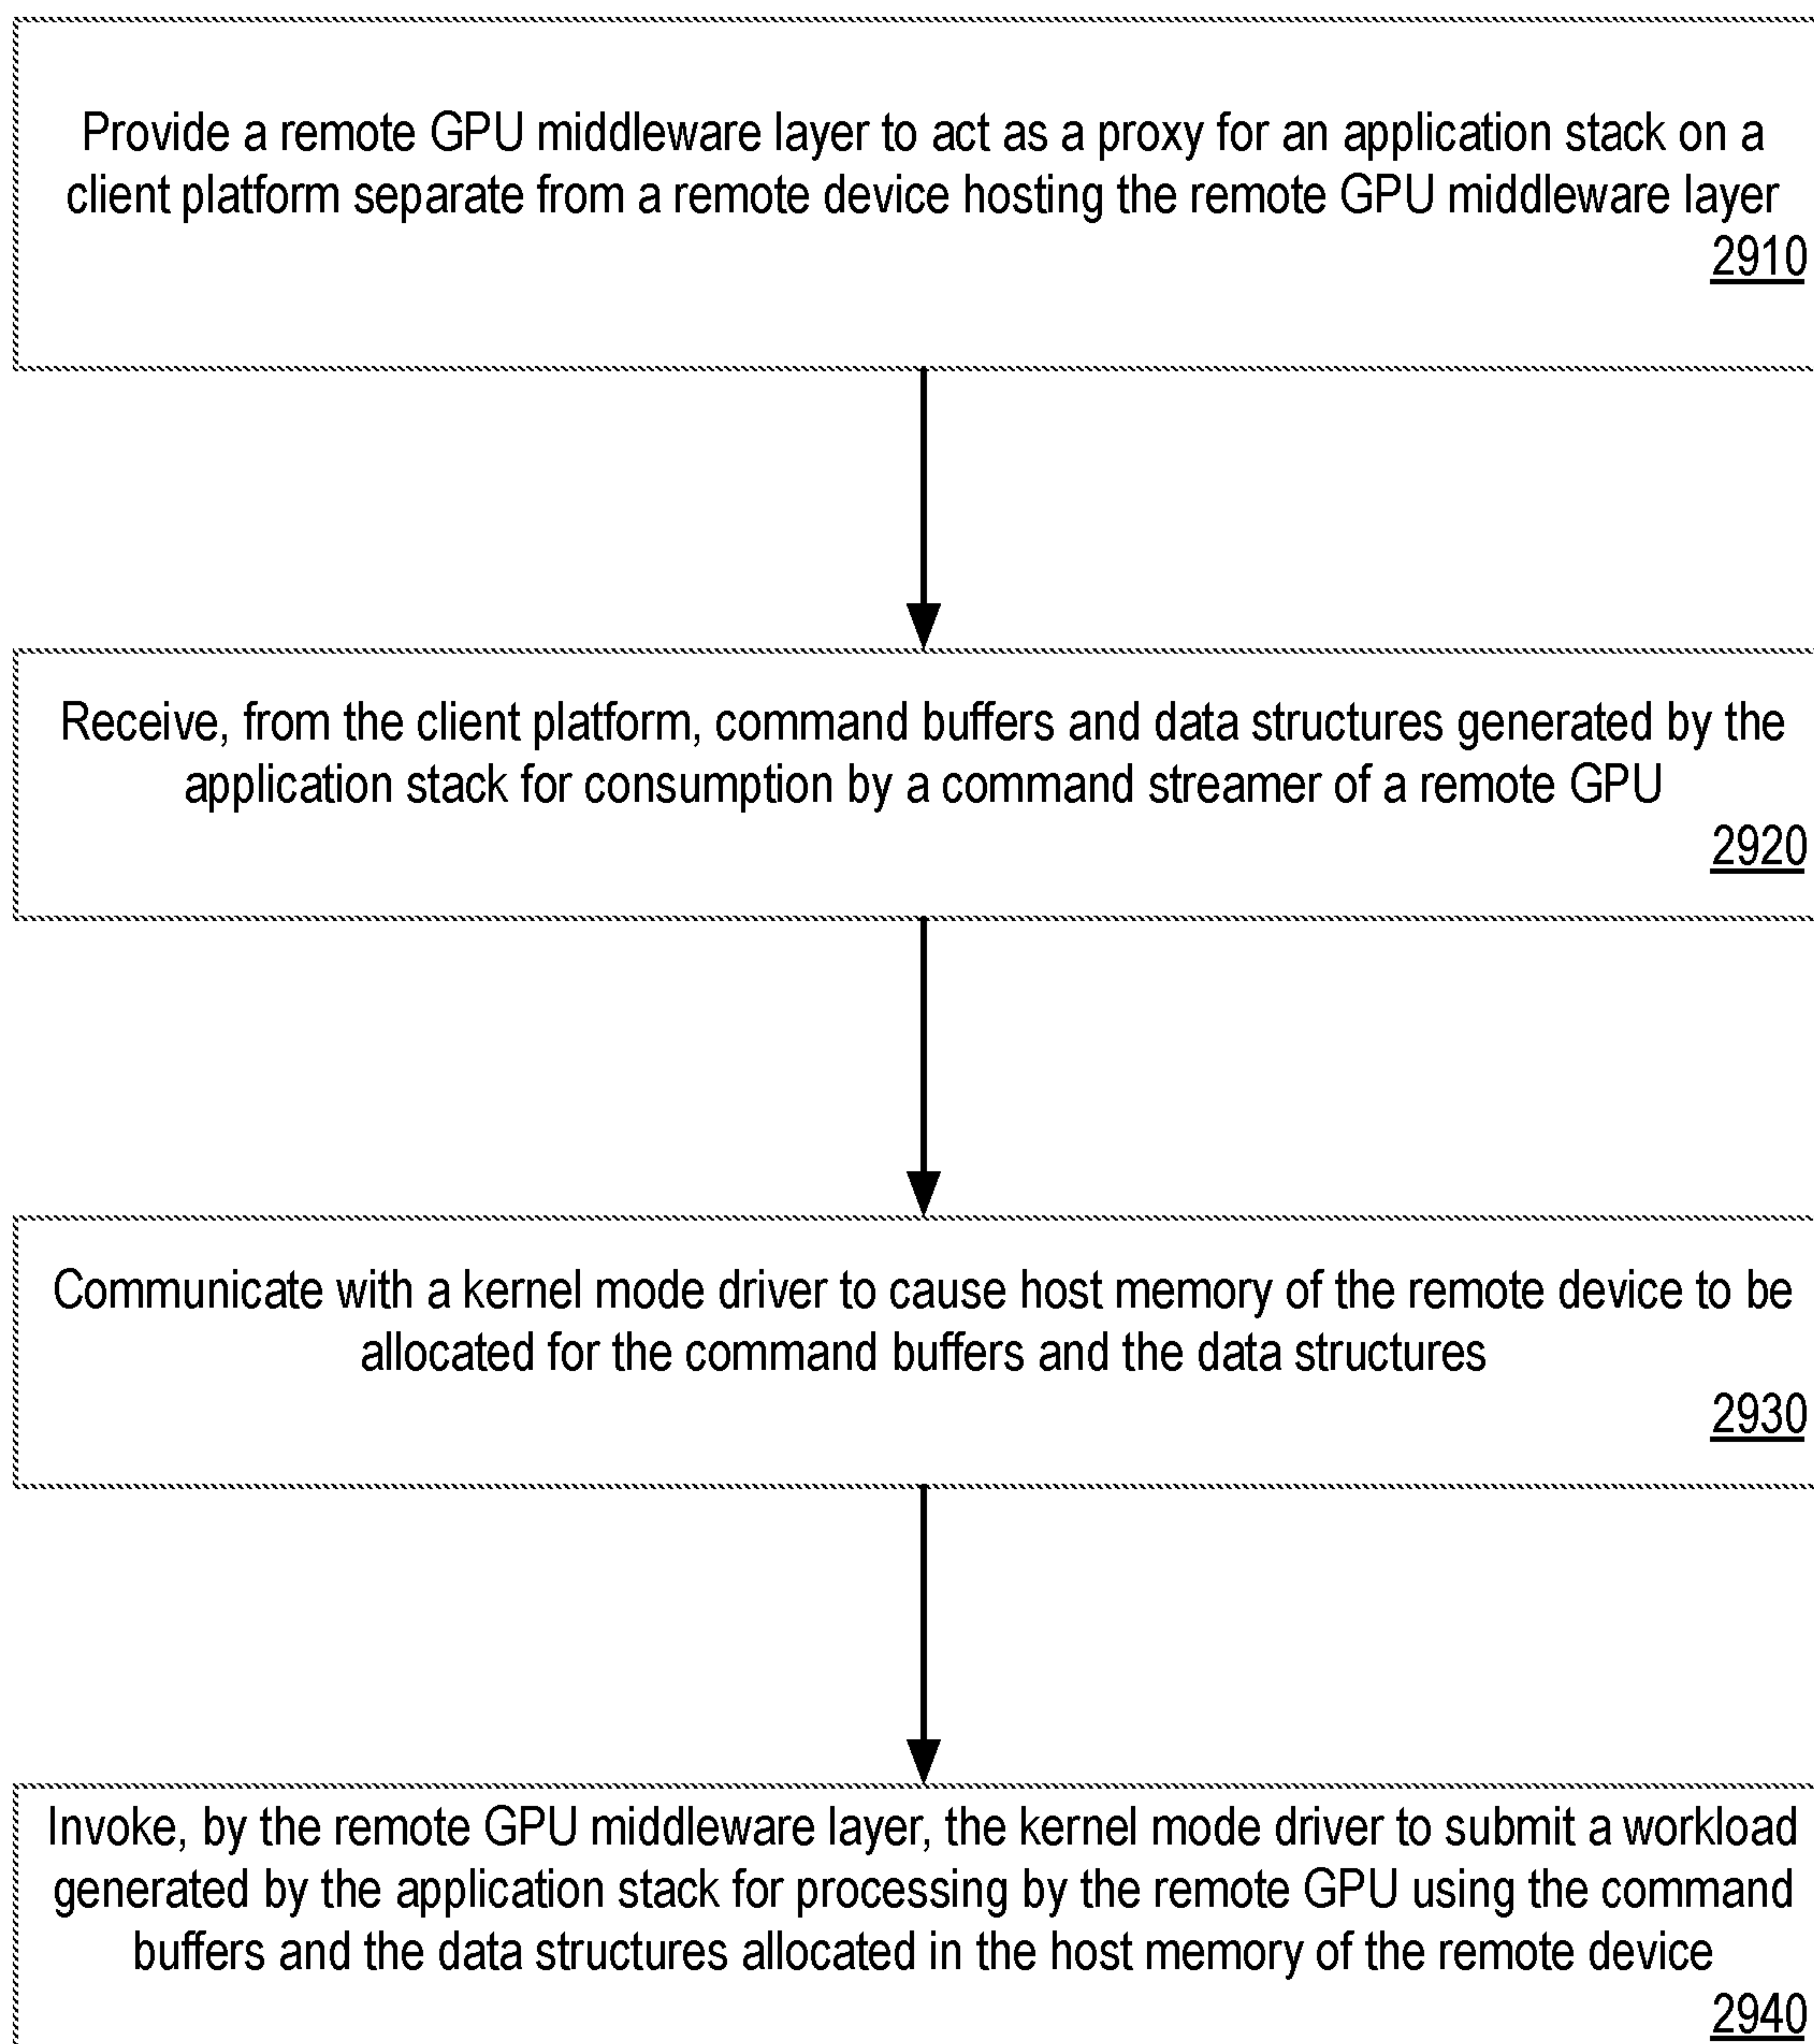 Provide a remote GPU middleware layer to act as a proxy for an application stack on a
client platform separate from a remote device hosting the remote GPU middleware layer
2910
Receive, from the client platform, command buffers and data structures generated by the
application stack for consumption by a command streamer of a remote GPU
2920
Communicate with a kernel mode driver to cause host memory of the remote device to be
allocated for the command buffers and the data structures
2930
Invoke, by the remote GPU middleware layer, the kernel mode driver to submit a workload
generated by the application stack for processing by the remote GPU using the command
buffers and the data structures allocated in the host memory of the remote device
2940